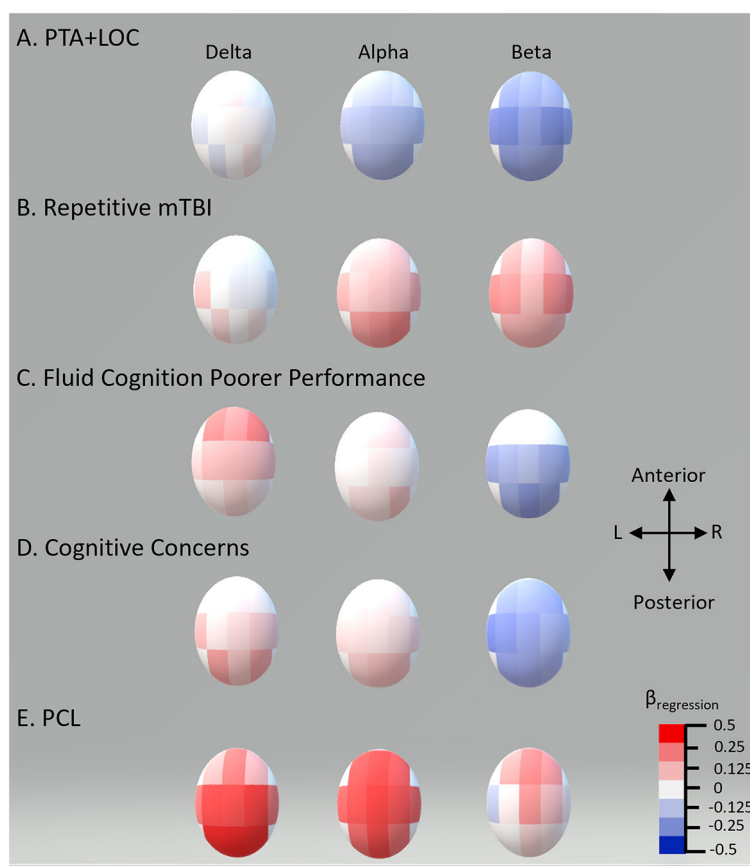 A. PTA+LOC
Delta Alpha Beta
B. Repetitive mTBI
C. Fluid Cognition Poorer Performance
Anterior
L R
D. Cognitive Concerns
Posterior
E. PCL
βregression
0.5
0.25
0.125
0
-0.125
-0.25
-0.5